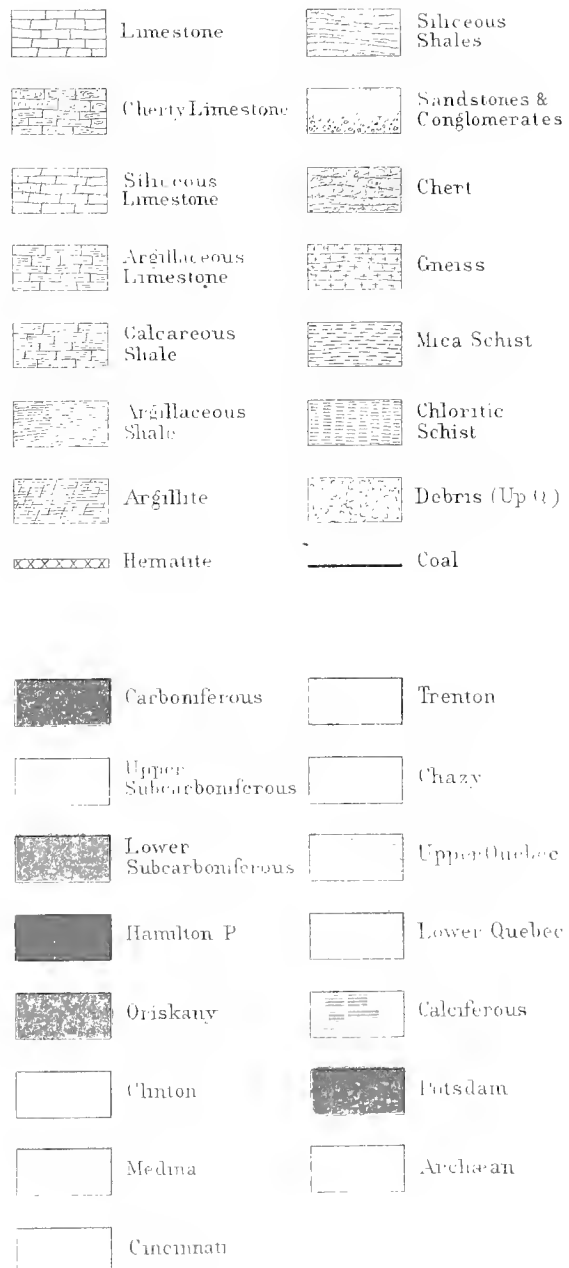 Limestone
Cherty Limestone
Siliceous
Limestone
Argillaceous
Limestone
Calcareous
Shale
Argillaceous
Shale
Argillite
Hematite
Siliceous
Shales
Sandstones &
Conglomerates
Chert
Gneiss
Mica Schist
Chloritic
Schist
Debris (Up Q)
Coal
Carboniferous
Upper
Subcarboniferous
Lower
Subcarboniferous
Hamilton P
Oriskany
Clinton
Medina
Cincinnati
Trenton
Chazy
Upper Quebec
Lower Quebec
Calciferous
Potsdam
Archæan